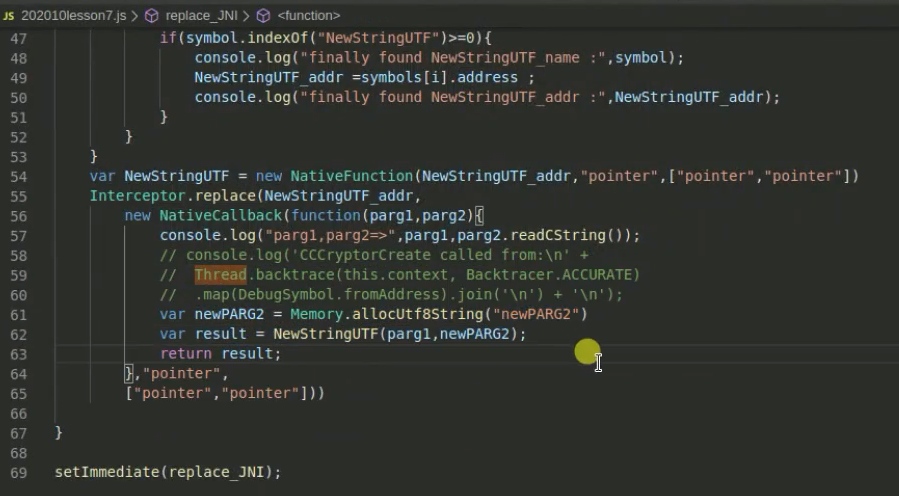 JS 202010lesson7.js > replace_JNI > <function>
47 if(symbol.indexOf("NewStringUTF")>=0){
48 console.log("finally found NewStringUTF_name :",symbol);
49 NewStringUTF_addr =symbols[i].address ;
50 console.log("finally found NewStringUTF_addr :",NewStringUTF_addr);
51 }
52 }
53 }
54 var NewStringUTF = new NativeFunction(NewStringUTF_addr,"pointer",["pointer","pointer"])
55 Interceptor.replace(NewStringUTF_addr,
56 new NativeCallback(function(parg1,parg2){
57 console.log("parg1,parg2=>",parg1,parg2.readCString());
58 // console.log('CCCryptorCreate called from:\n' +
59 //  Thread.backtrace(this.context, Backtracer.ACCURATE)
60 //  .map(DebugSymbol.fromAddress).join('\n') + '\n');
61 var newPARG2 = Memory.allocUtf8String("newPARG2")
62 var result = NewStringUTF(parg1,newPARG2);
63 return result;
64 },"pointer",
65 ["pointer","pointer"]))
66
67 }
68
69 setImmediate(replace_JNI);